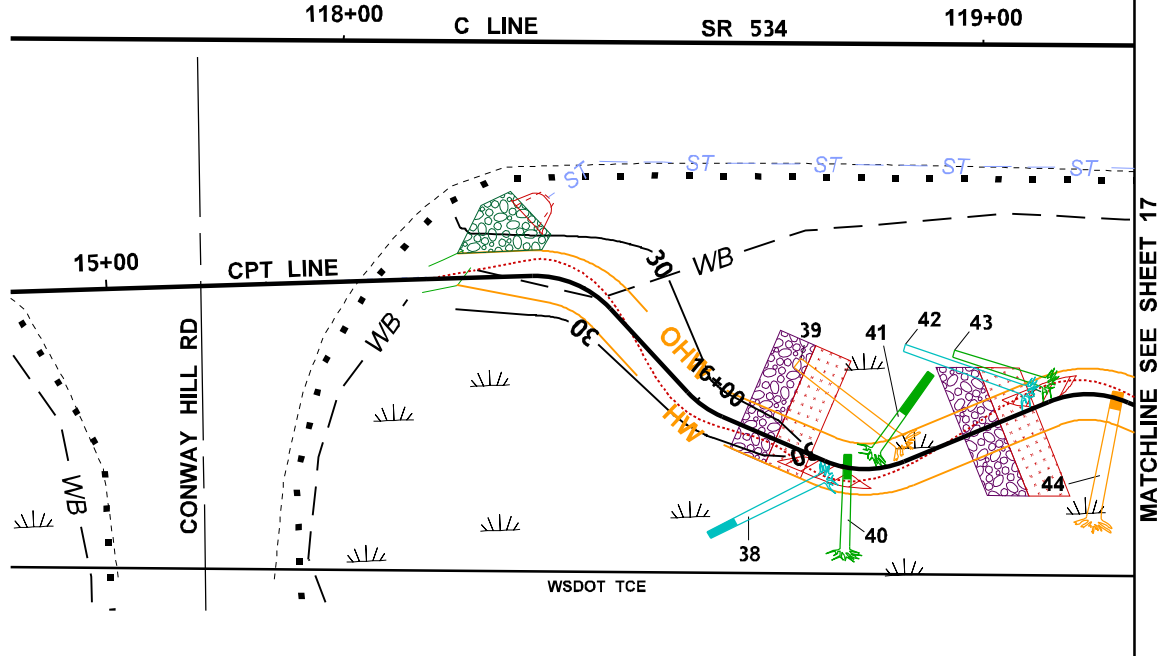 118+00
C LINE
SR 534
119+00
ST
ST
ST
ST
ST
15+00
CPT LINE
30
WB
WB
30
OHW
16+00
HW
39
41
42
43
30
44
40
38
WB
CONWAY HILL RD
WSDOT TCE
MATCHLINE SEE SHEET 17